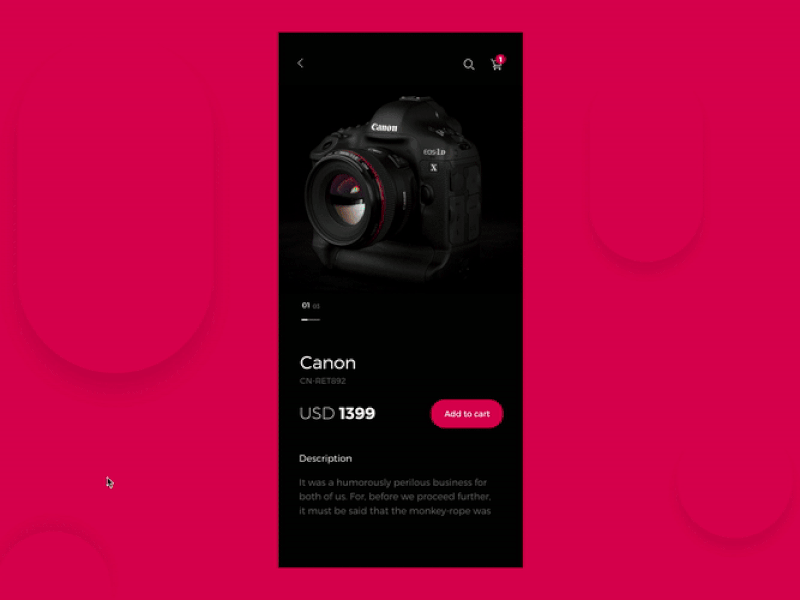 1
Canon
EOS-1D
X
01
Canon
CN-RET892
USD 1399
Add to cart
Description
It was a humorously perilous business for
both of us. For, before we proceed further,
it must be said that the monkey-rope was